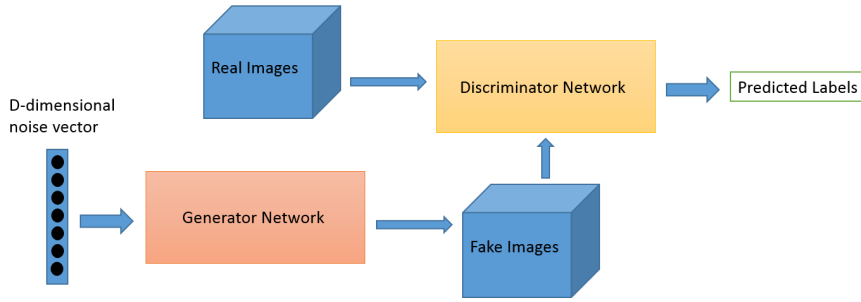 Real Images
Discriminator Network
Predicted Labels
D-dimensional
noise vector
Generator Network
Fake Images